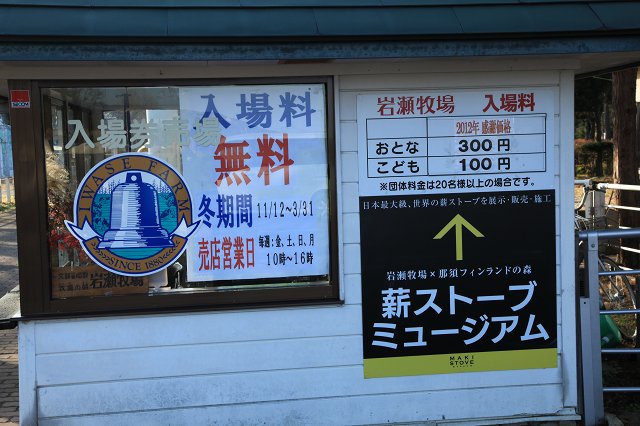 入場券売場
入場料
無料
冬期間 11/12～3/31
売店営業日 毎週:金、土、日、月
10時～16時
IWASE FARM
SINCE 1880
岩瀬牧場
岩瀬牧場 入場料
2012年 感謝価格
おとな 300円
こども 100円
※団体料金は20名様以上の場合です。
日本最大級、世界の薪ストーブを展示・販売・施工
岩瀬牧場×那須フィンランドの森
薪ストーブ
ミュージアム
MAKI
STOVE
SECOM